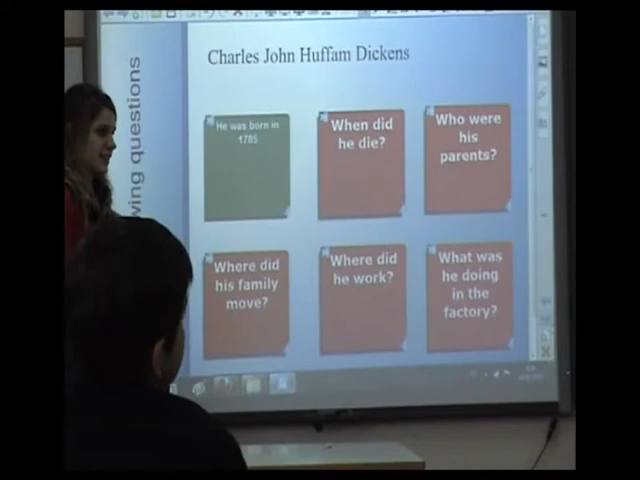 Charles John Huffam Dickens
wing questions
He was born in
1785
When did
he die?
Who were
his
parents?
Where did
his family
move?
Where did
he work?
What was
he doing
in the
factory?